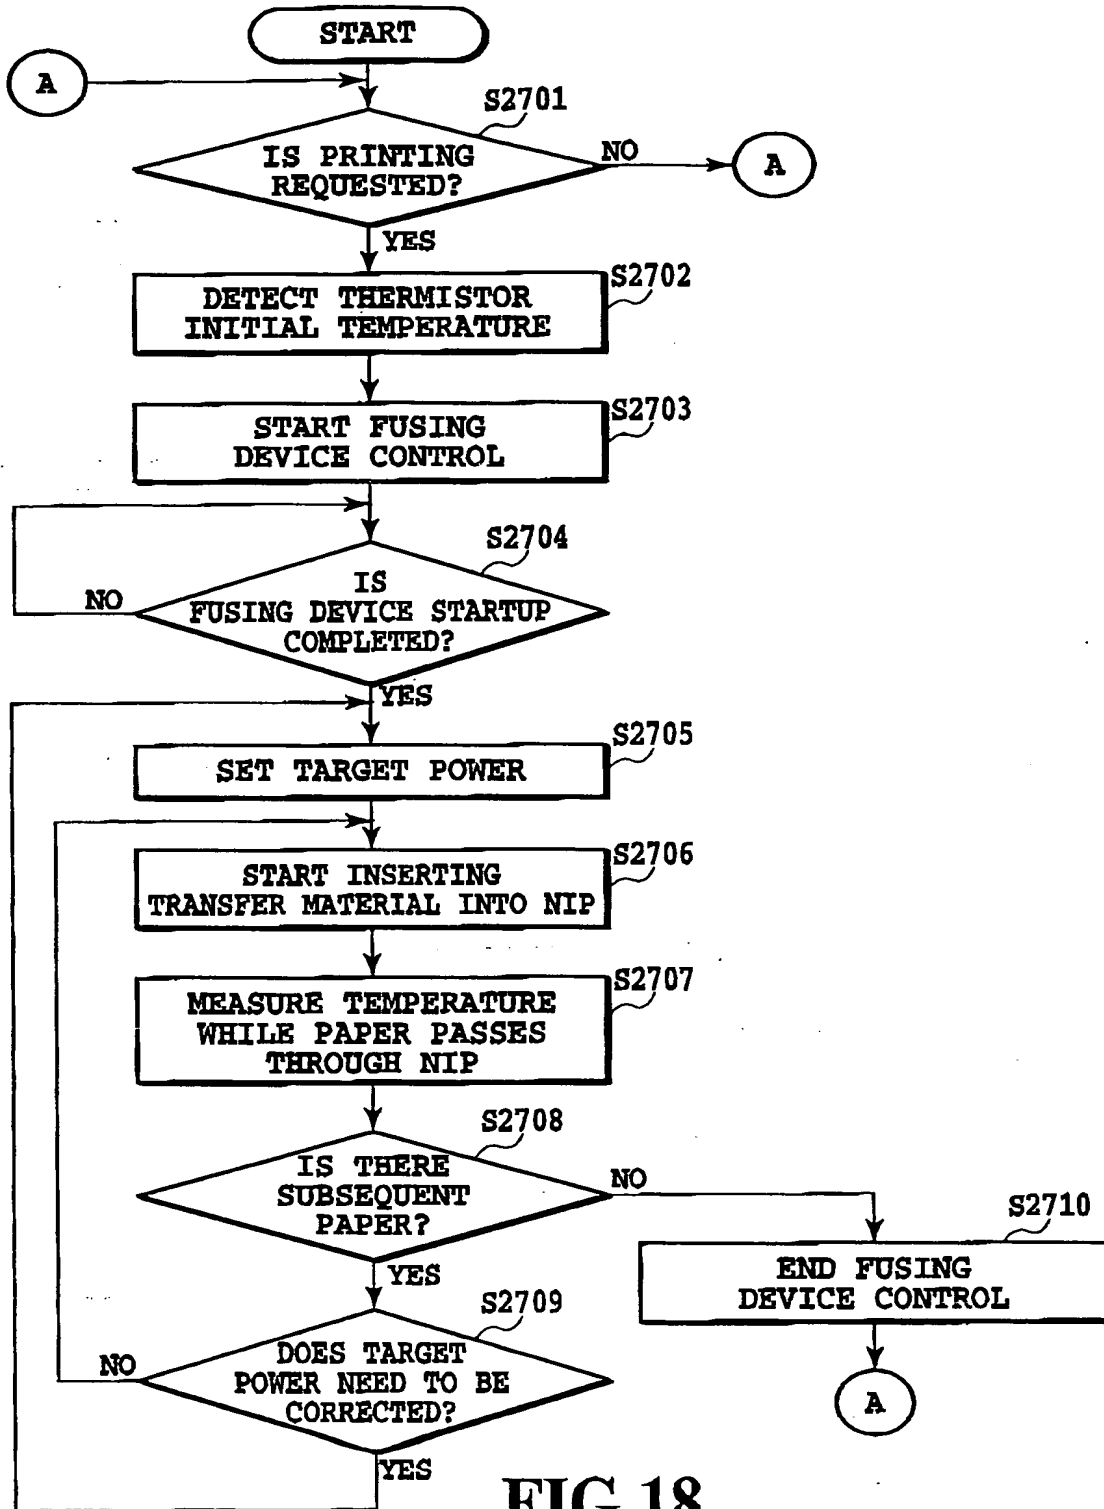 START
A
S2701
IS PRINTING
REQUESTED?
NO
A
YES
S2702
DETECT THERMISTOR
INITIAL TEMPERATURE
S2703
START FUSING
DEVICE CONTROL
S2704
IS
FUSING DEVICE STARTUP
COMPLETED?
NO
YES
S2705
SET TARGET POWER
S2706
START INSERTING
TRANSFER MATERIAL INTO NIP
S2707
MEASURE TEMPERATURE
WHILE PAPER PASSES
THROUGH NIP
S2708
IS THERE
SUBSEQUENT
PAPER?
NO
S2710
END FUSING
DEVICE CONTROL
A
YES
S2709
DOES TARGET
POWER NEED TO BE
CORRECTED?
NO
YES
FIG.18